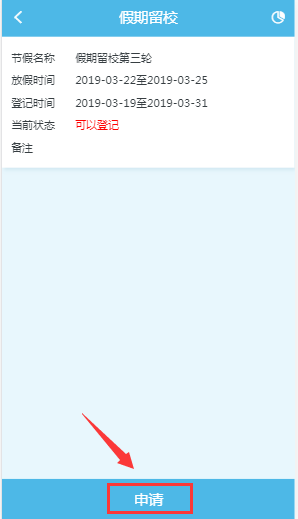 假期留校
节假名称 假期留校第三轮
放假时间 2019-03-22至2019-03-25
登记时间 2019-03-19至2019-03-31
当前状态 可以登记
备注
申请